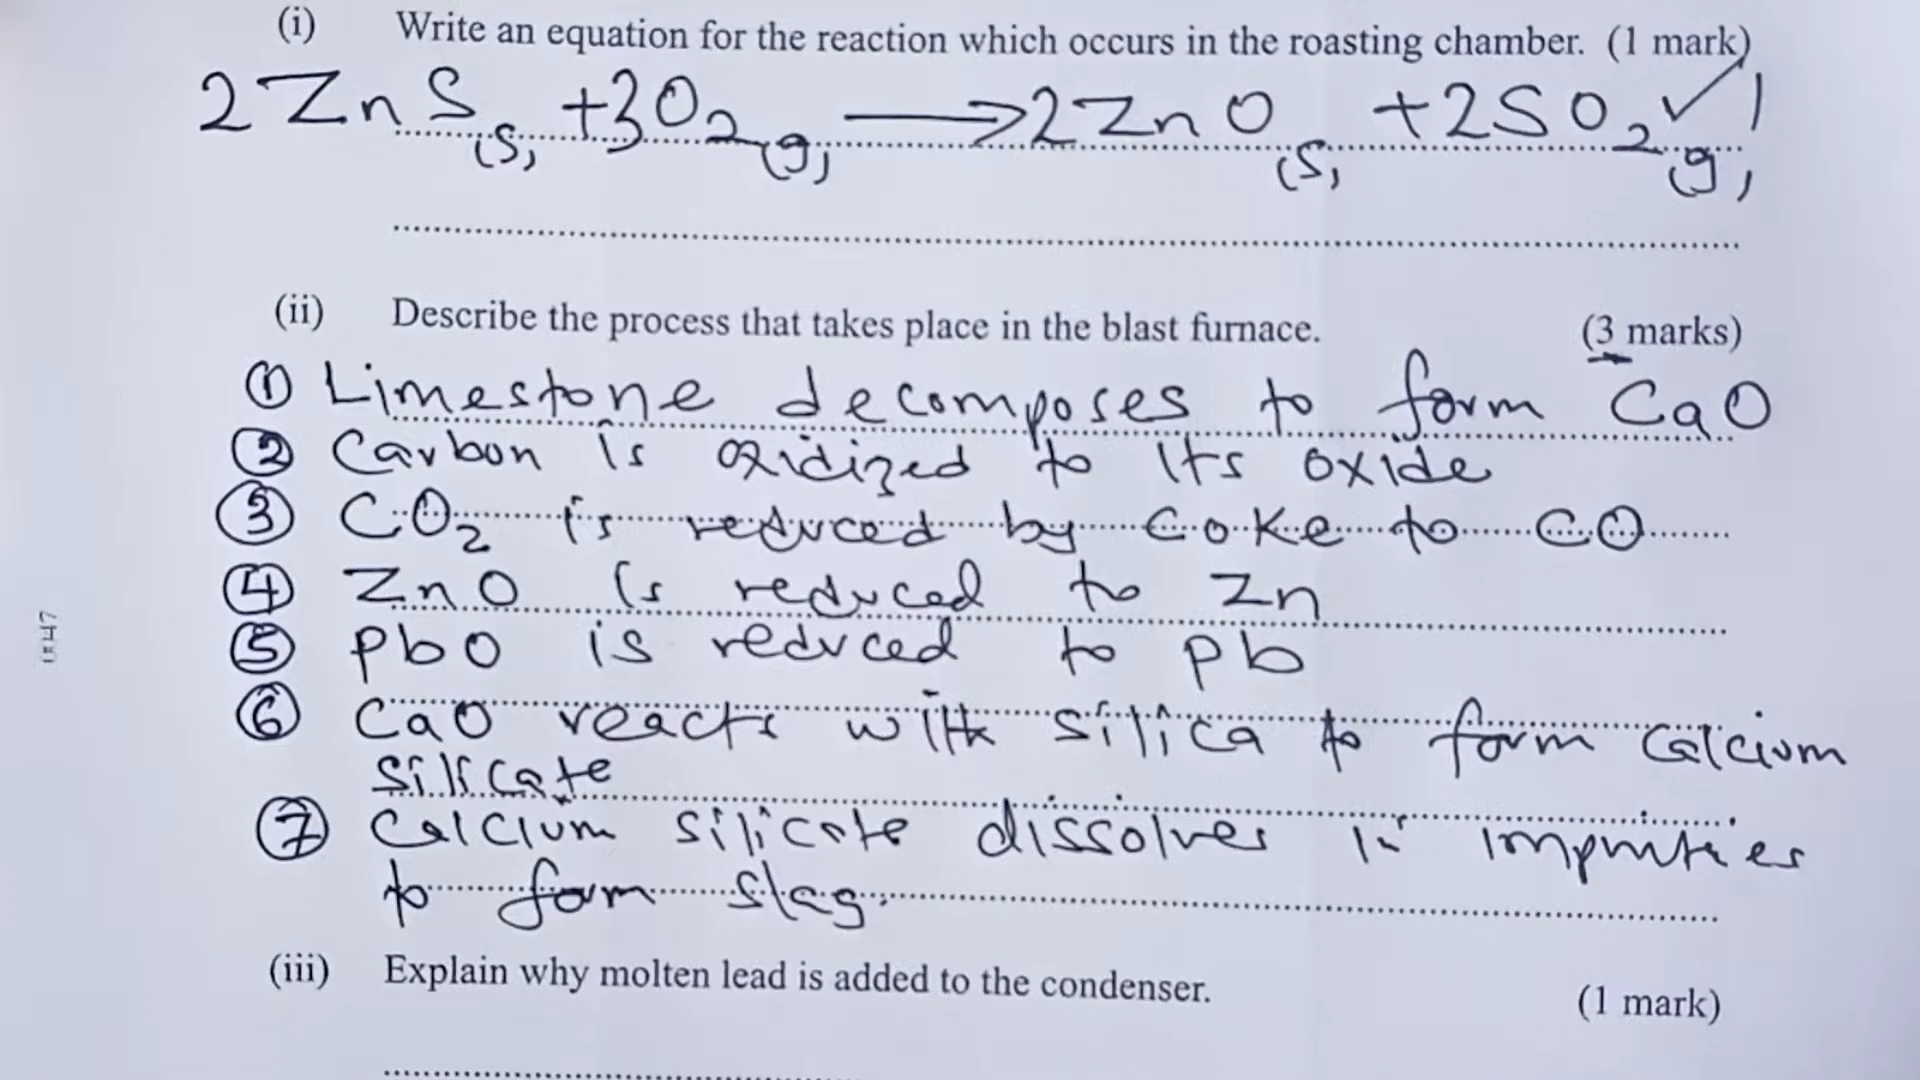 (i) Write an equation for the reaction which occurs in the roasting chamber. (1 mark)
2ZnS(s) + 3O2(g) ⟶ 2ZnO(s) + 2SO2(g) ✓1
(ii) Describe the process that takes place in the blast furnace. (3 marks)
① Limestone decomposes to form CaO
② Carbon is oxidized to its oxide
③ CO2 is reduced by coke to CO
④ ZnO is reduced to Zn
⑤ PbO is reduced to Pb
⑥ CaO reacts with silica to form calcium
silicate
⑦ Calcium silicate dissolves in impurities
to form slag.
(iii) Explain why molten lead is added to the condenser. (1 mark)